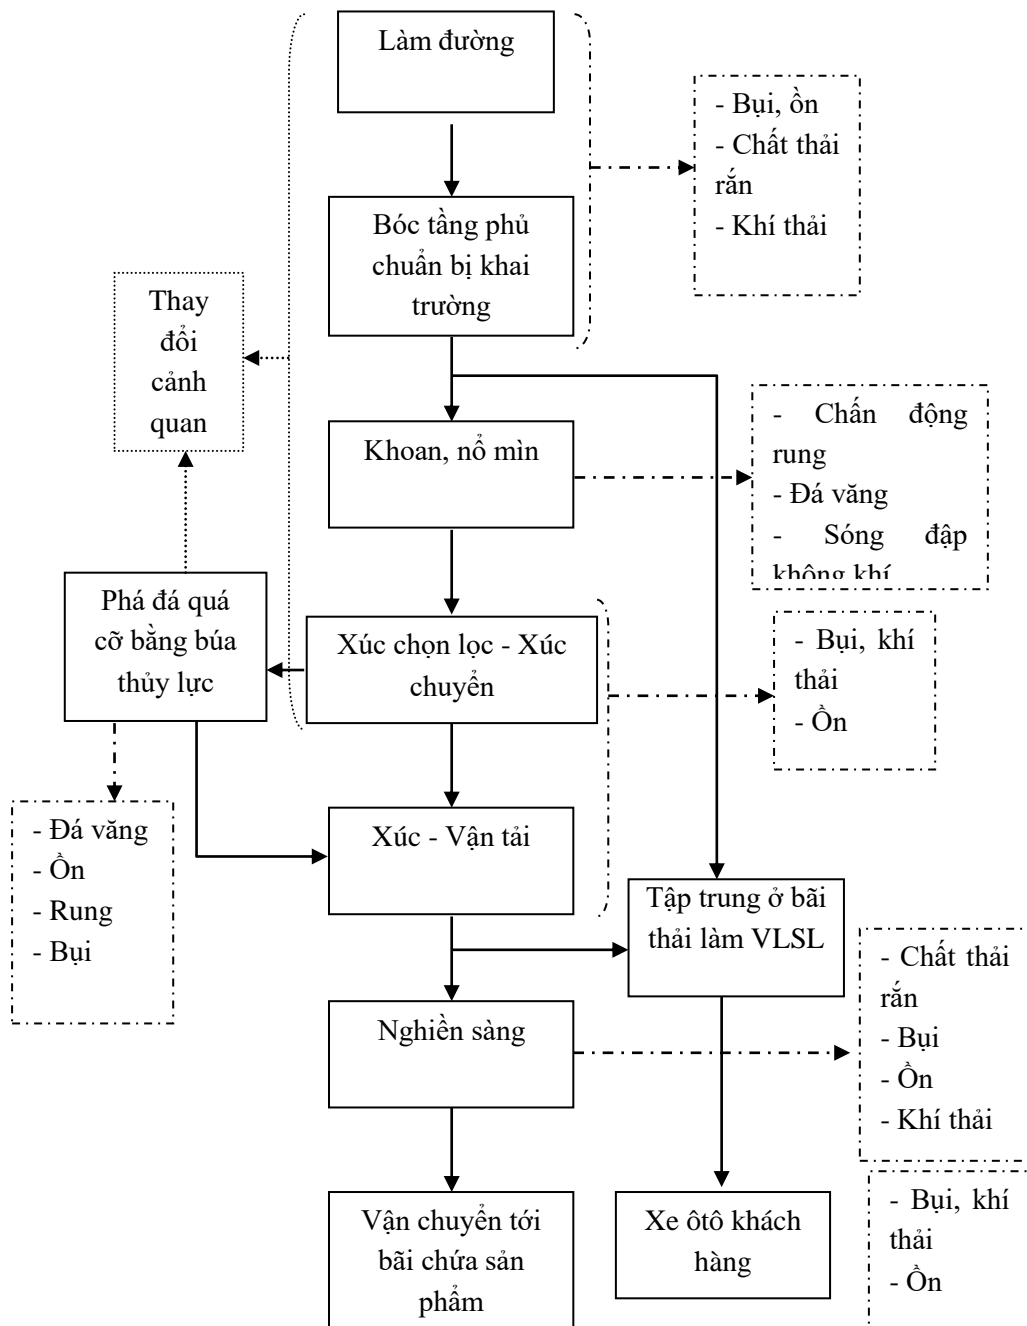 Làm đường
- Bụi, ồn
- Chất thải
rắn
- Khí thải
Bóc tầng phủ
chuẩn bị khai
trường
Thay
đổi
cảnh
quan
Khoan, nổ mìn
- Chấn động
rung
- Đá văng
- Sóng đập
không khí
Phá đá quá
cỡ bằng búa
thủy lực
Xúc chọn lọc - Xúc
chuyển
- Bụi, khí
thải
- Ồn
- Đá văng
- Ồn
- Rung
- Bụi
Xúc - Vận tải
Tập trung ở bãi
thải làm VLSL
- Chất thải
rắn
- Bụi
- Ồn
- Khí thải
Nghiền sàng
Vận chuyển tới
bãi chứa sản
phẩm
Xe ôtô khách
hàng
- Bụi, khí
thải
- Ồn